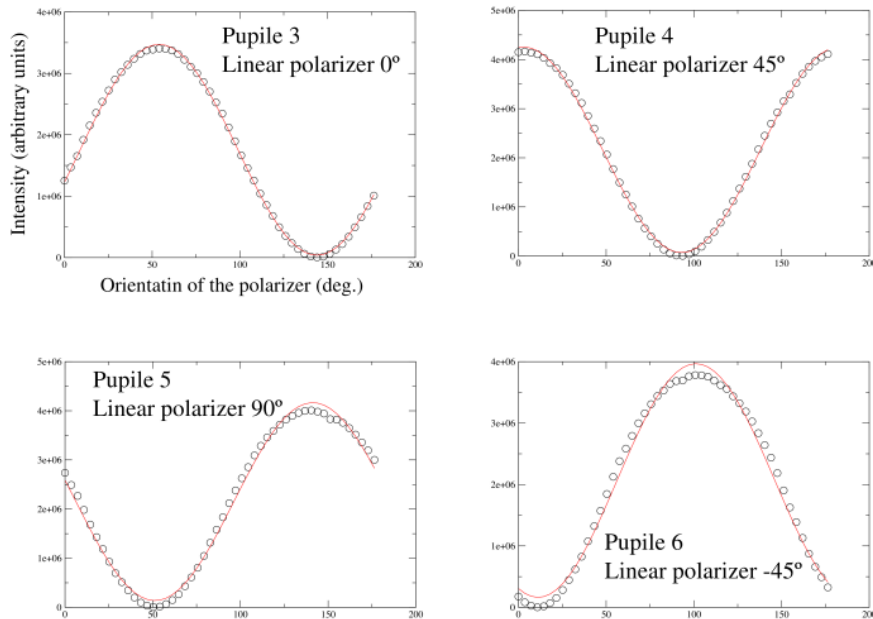 4e+06
3e+06
2e+06
1e+06
0
0
50
100
150
200
Intensity (arbitrary units)
Orientatin of the polarizer (deg.)
Pupile 3
Linear polarizer 0º
5e+06
4e+06
3e+06
2e+06
1e+06
0
0
50
100
150
200
Pupile 4
Linear polarizer 45º
5e+06
4e+06
3e+06
2e+06
1e+06
0
0
50
100
150
200
Pupile 5
Linear polarizer 90º
4e+06
3e+06
2e+06
1e+06
0
0
50
100
150
200
Pupile 6
Linear polarizer -45º